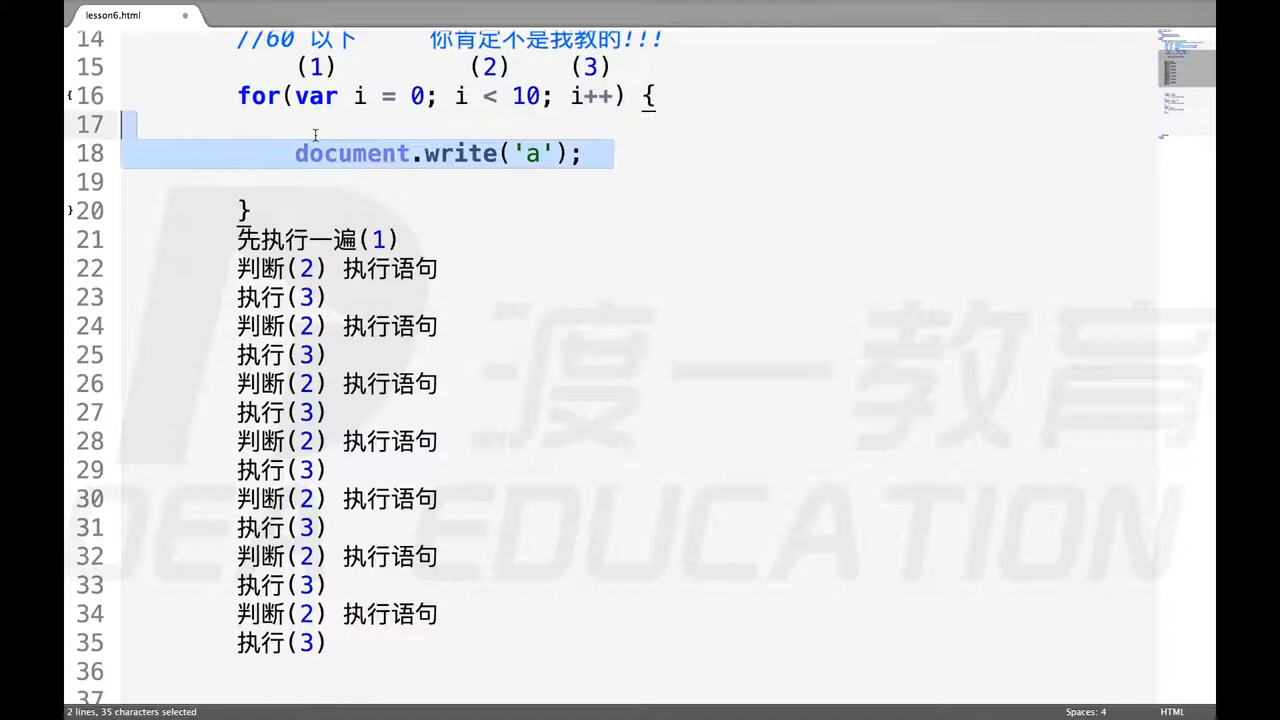 lesson6.html
14 //60 以下 你肯定不是我教的!!!
15 (1) (2) (3)
16 for(var i = 0; i < 10; i++) {
17
18 document.write('a');
19
20 }
21 先执行一遍(1)
22 判断(2) 执行语句
23 执行(3)
24 判断(2) 执行语句
25 执行(3)
26 判断(2) 执行语句
27 执行(3)
28 判断(2) 执行语句
29 执行(3)
30 判断(2) 执行语句
31 执行(3)
32 判断(2) 执行语句
33 执行(3)
34 判断(2) 执行语句
35 执行(3)
36
37
渡一教育
EDUCATION
2 lines, 35 characters selected
Spaces: 4
HTML